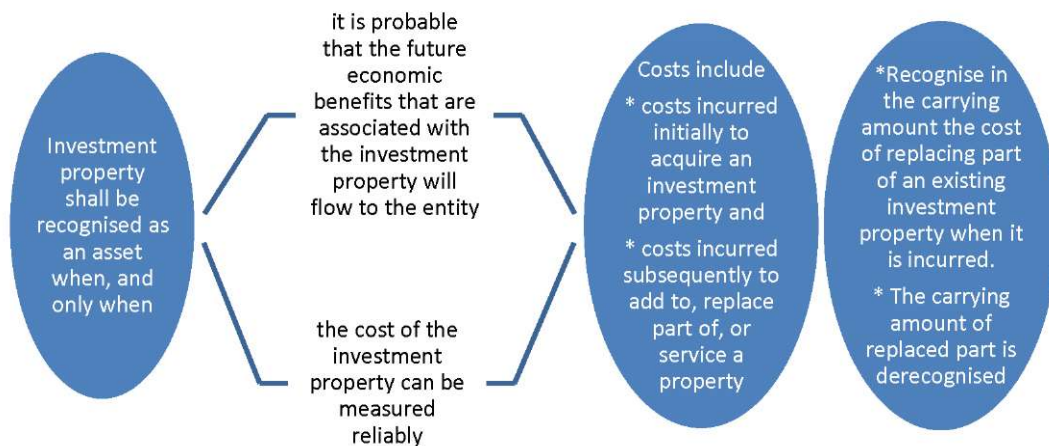 Investment
property
shall be
recognised as
an asset
when, and
only when
it is probable
that the future
economic
benefits that are
associated with
the investment
property will
flow to the entity
the cost of the
investment
property can be
measured
reliably
Costs include
* costs incurred
initially to
acquire an
investment
property and
* costs incurred
subsequently to
add to, replace
part of, or
service a
property
*Recognise in
the carrying
amount the cost
of replacing part
of an existing
investment
property when it
is incurred.
* The carrying
amount of
replaced part is
derecognised